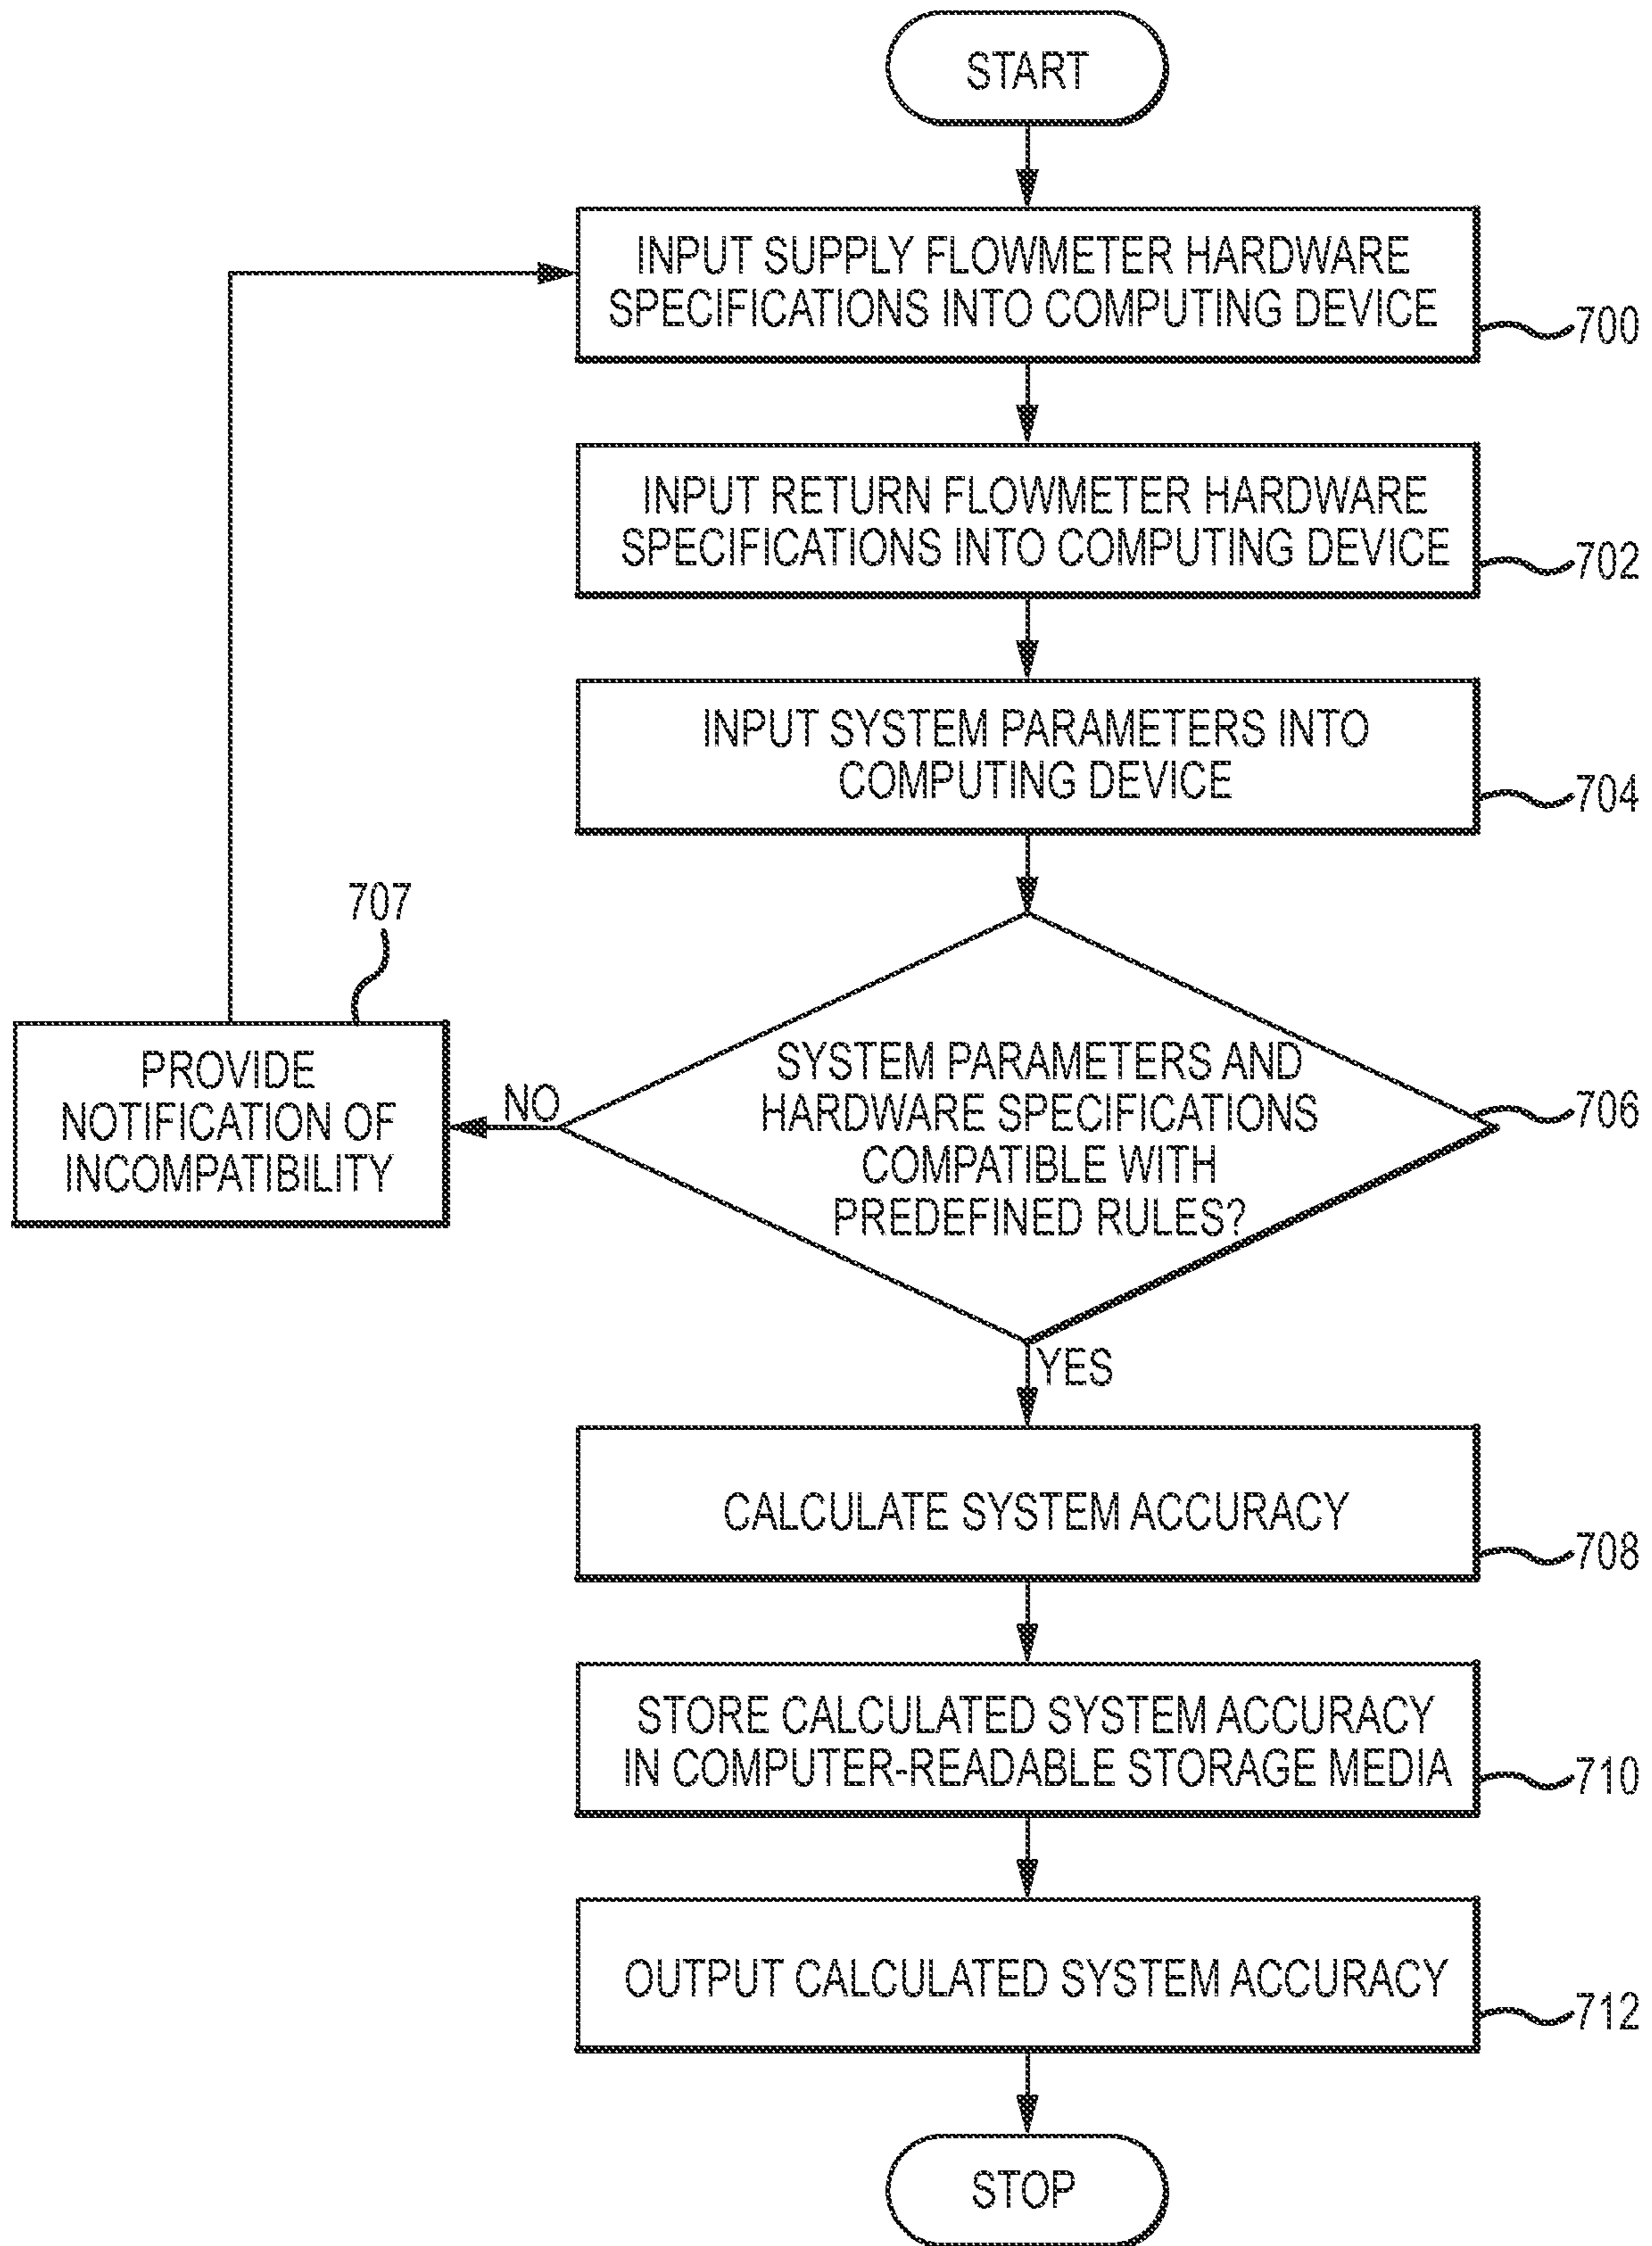 START
INPUT SUPPLY FLOWMETER HARDWARE
SPECIFICATIONS INTO COMPUTING DEVICE
700
INPUT RETURN FLOWMETER HARDWARE
SPECIFICATIONS INTO COMPUTING DEVICE
702
INPUT SYSTEM PARAMETERS INTO
COMPUTING DEVICE
704
SYSTEM PARAMETERS AND
HARDWARE SPECIFICATIONS
COMPATIBLE WITH
PREDEFINED RULES?
706
NO
707
PROVIDE
NOTIFICATION OF
INCOMPATIBILITY
YES
CALCULATE SYSTEM ACCURACY
708
STORE CALCULATED SYSTEM ACCURACY
IN COMPUTER-READABLE STORAGE MEDIA
710
OUTPUT CALCULATED SYSTEM ACCURACY
712
STOP